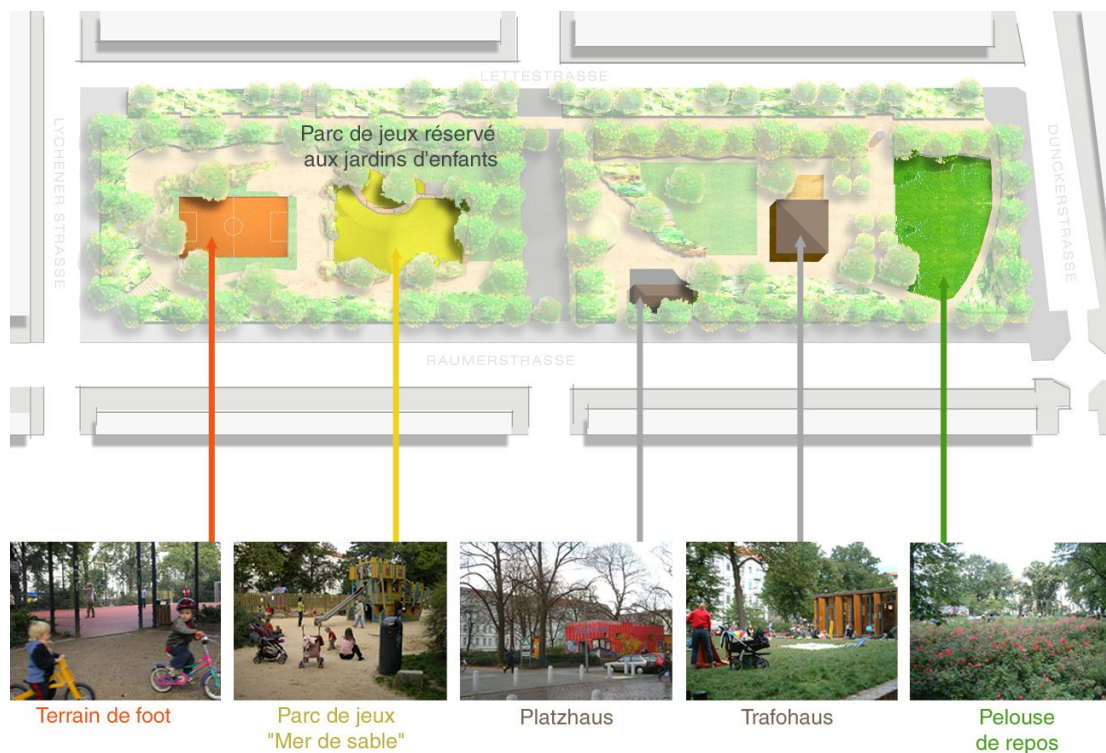 LETTESTRASSE
Parc de jeux réservé
aux jardins d'enfants
LYCHENER STRASSE
DUNCKERSTRASSE
RAUMERSTRASSE
Terrain de foot
Parc de jeux
"Mer de sable"
Platzhaus
Trafohaus
Pelouse
de repos